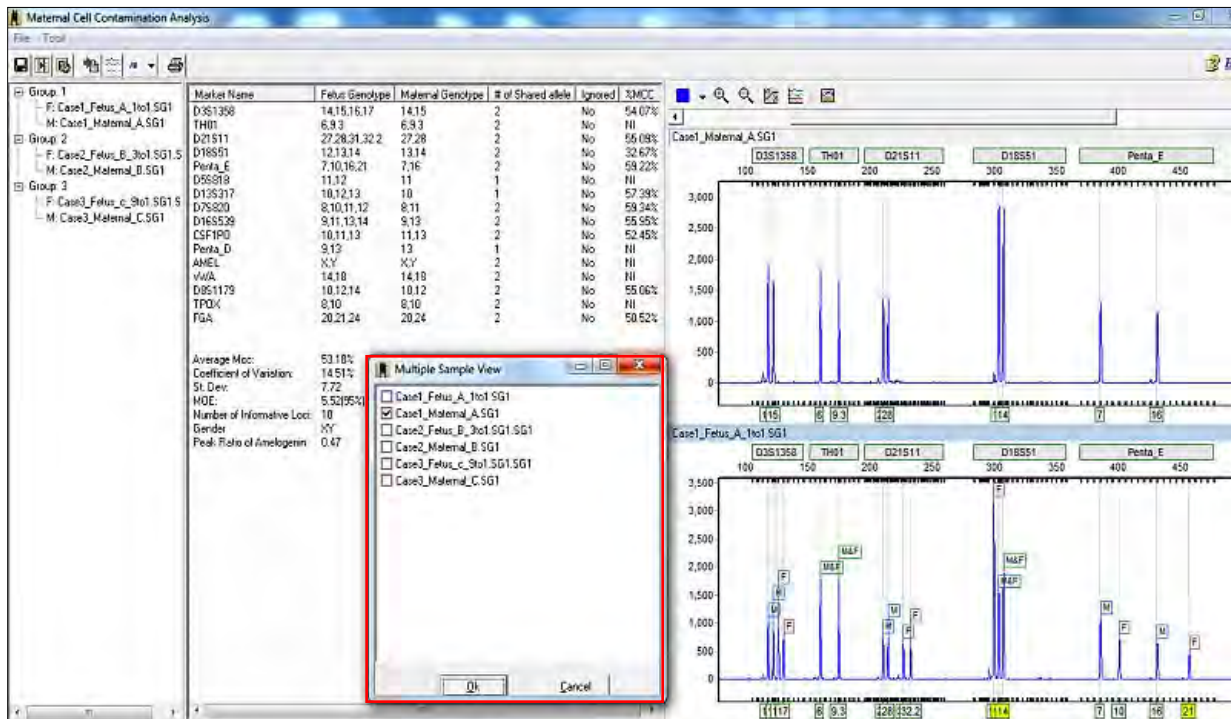 Maternal Cell Contamination Analysis
File Tool
Group: 1
F: Case1_Fetus_A_1to1.SG1
M: Case1_Maternal_A.SG1
Group: 2
F: Case2_Fetus_B_3to1.SG1.S
M: Case2_Maternal_B.SG1
Group: 3
F: Case3_Fetus_c_9to1.SG1.S
M: Case3_Maternal_C.SG1
Market Name Fetus Genotype Maternal Genotype # of Shared allele Ignored %MCC
D3S1358 14,15,16,17 14,15 2 No 54.07%
TH01 6,9.3 6,9.3 2 No NI
D21S11 27,28,31,32.2 27,28 2 No 55.09%
D18S51 12,13,14 13,14 2 No 32.67%
Penta_E 7,10,16,21 7,16 2 No 59.22%
D5S818 11,12 11 1 No NI
D13S317 10,12,13 10 1 No 57.39%
D7S820 8,10,11,12 8,11 2 No 59.34%
D16S539 9,11,13,14 9,13 2 No 55.95%
CSF1PO 10,11,13 11,13 2 No 52.45%
Penta_D 9,13 13 1 No NI
AMEL X,Y X,Y 2 No NI
vWA 14,18 14,18 2 No NI
D8S1179 10,12,14 10,12 2 No 55.06%
TPOX 8,10 8,10 2 No NI
FGA 20,21,24 20,24 2 No 50.52%
Average Mcc: 53.18%
Coefficient of Variation: 14.51%
St. Dev: 7.72
MOE: 5.52(95%)
Number of Informative Loci: 10
Gender XY
Peak Ratio of Amelogenin 0.47
Multiple Sample View
Case1_Fetus_A_1to1.SG1
Case1_Maternal_A.SG1
Case2_Fetus_B_3to1.SG1.SG1
Case2_Maternal_B.SG1
Case3_Fetus_c_9to1.SG1.SG1
Case3_Maternal_C.SG1
Ok Cancel
Case1_Maternal_A.SG1
D3S1358 TH01 D21S11 D18S51 Penta_E
100 150 200 250 300 350 400 450
3,000
2,500
2,000
1,500
1,000
500
0
115 6 9.3 228 114 7 16
Case1_Fetus_A_1to1.SG1
D3S1358 TH01 D21S11 D18S51 Penta_E
100 150 200 250 300 350 400 450
3,500
3,000
2,500
2,000
1,500
1,000
500
0
F
M&F
M&F
M&F
M&F
F
M
M
F
M
M
F
F
M
F
M
F
11117 6 9.3 228 32.2 1114 7 10 16 21